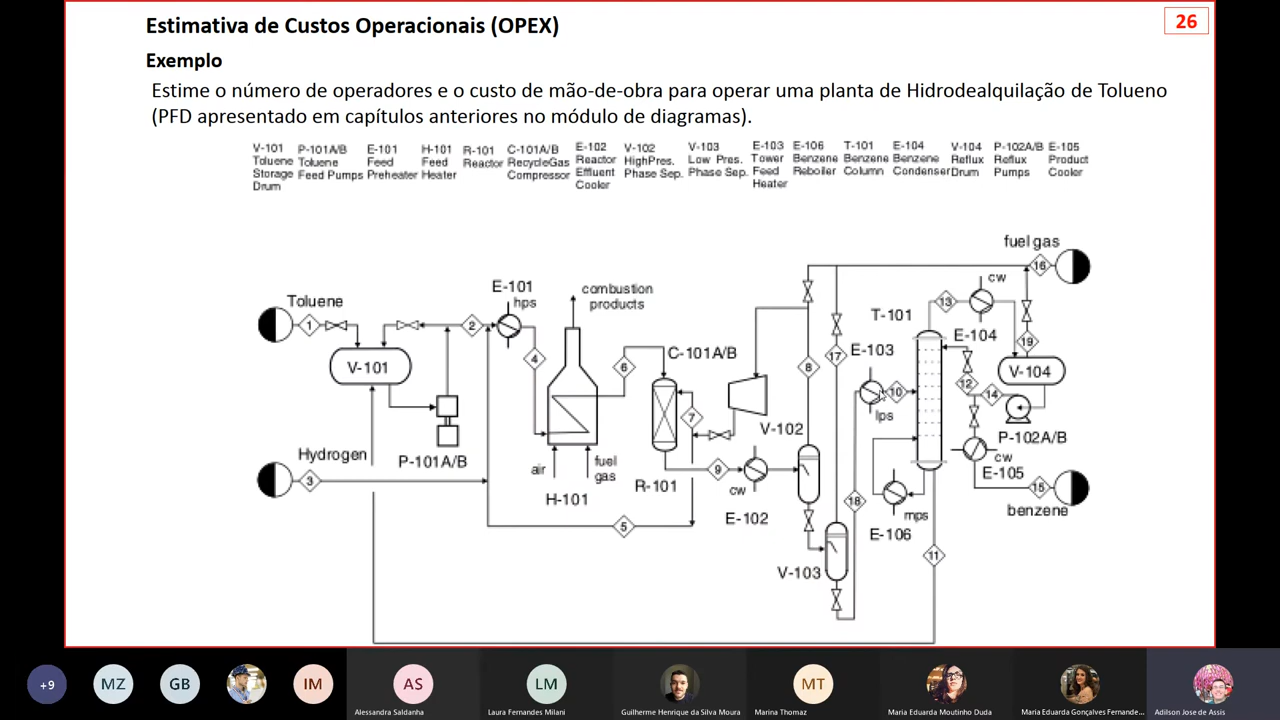 Estimativa de Custos Operacionais (OPEX)
26
Exemplo
Estime o número de operadores e o custo de mão-de-obra para operar uma planta de Hidrodealquilação de Tolueno
(PFD apresentado em capítulos anteriores no módulo de diagramas).
V-101
Toluene
Storage
Drum
P-101A/B
Toluene
Feed Pumps
E-101
Feed
Preheater
H-101
Feed
Heater
R-101
Reactor
C-101A/B
RecycleGas
Compressor
E-102
Reactor
Effluent
Cooler
V-102
HighPres.
Phase Sep.
V-103
Low Pres.
Phase Sep.
E-103
Tower
Feed
Heater
E-106
Benzene
Reboiler
T-101
Benzene
Column
E-104
Benzene
Condenser
V-104
Reflux
Drum
P-102A/B
Reflux
Pumps
E-105
Product
Cooler
fuel gas
16
E-101
hps
combustion
products
cw
13
Toluene
1
2
T-101
E-104
19
C-101A/B
E-103
17
4
6
8
V-101
V-104
12
10
14
lps
7
V-102
P-102A/B
Hydrogen
P-101A/B
air
fuel
gas
9
cw
E-105
3
R-101
H-101
E-102
18
mps
E-106
15
benzene
5
11
V-103
+9
MZ
GB
IM
AS
LM
MT
Alessandra Saldanha
Laura Fernandes Milani
Guilherme Henrique da Silva Moura
Marina Thomaz
Maria Eduarda Moutinho Duda
Maria Eduarda Gonçalves Fernande...
Adilson Jose de Assis
cw